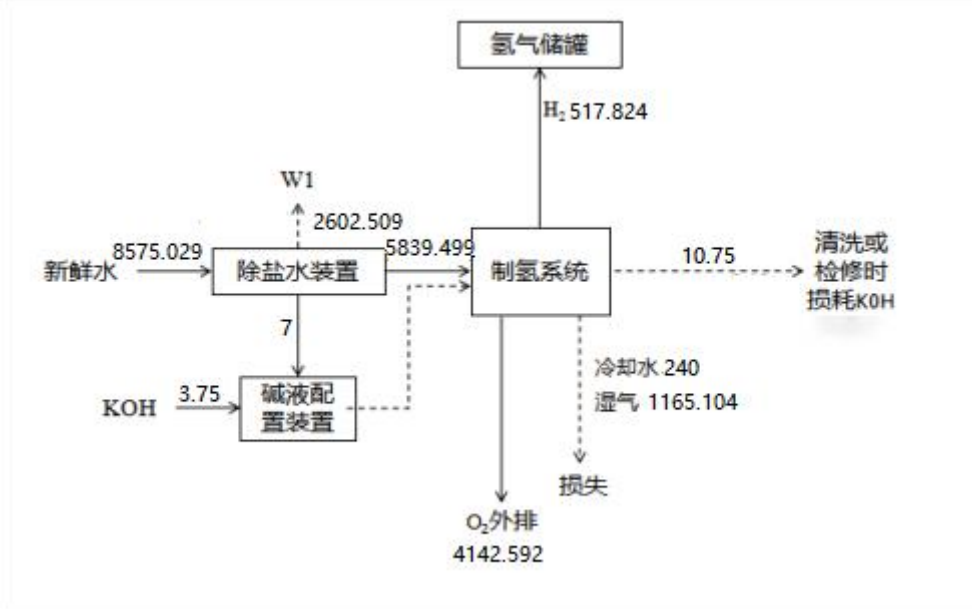 氢气储罐
H₂ 517.824
W1
2602.509
8575.029
5839.499
新鲜水
除盐水装置
制氢系统
10.75
清洗或
检修时
损耗K0H
7
3.75
KOH
碱液配
置装置
冷却水 240
湿气 1165.104
损失
O₂外排
4142.592